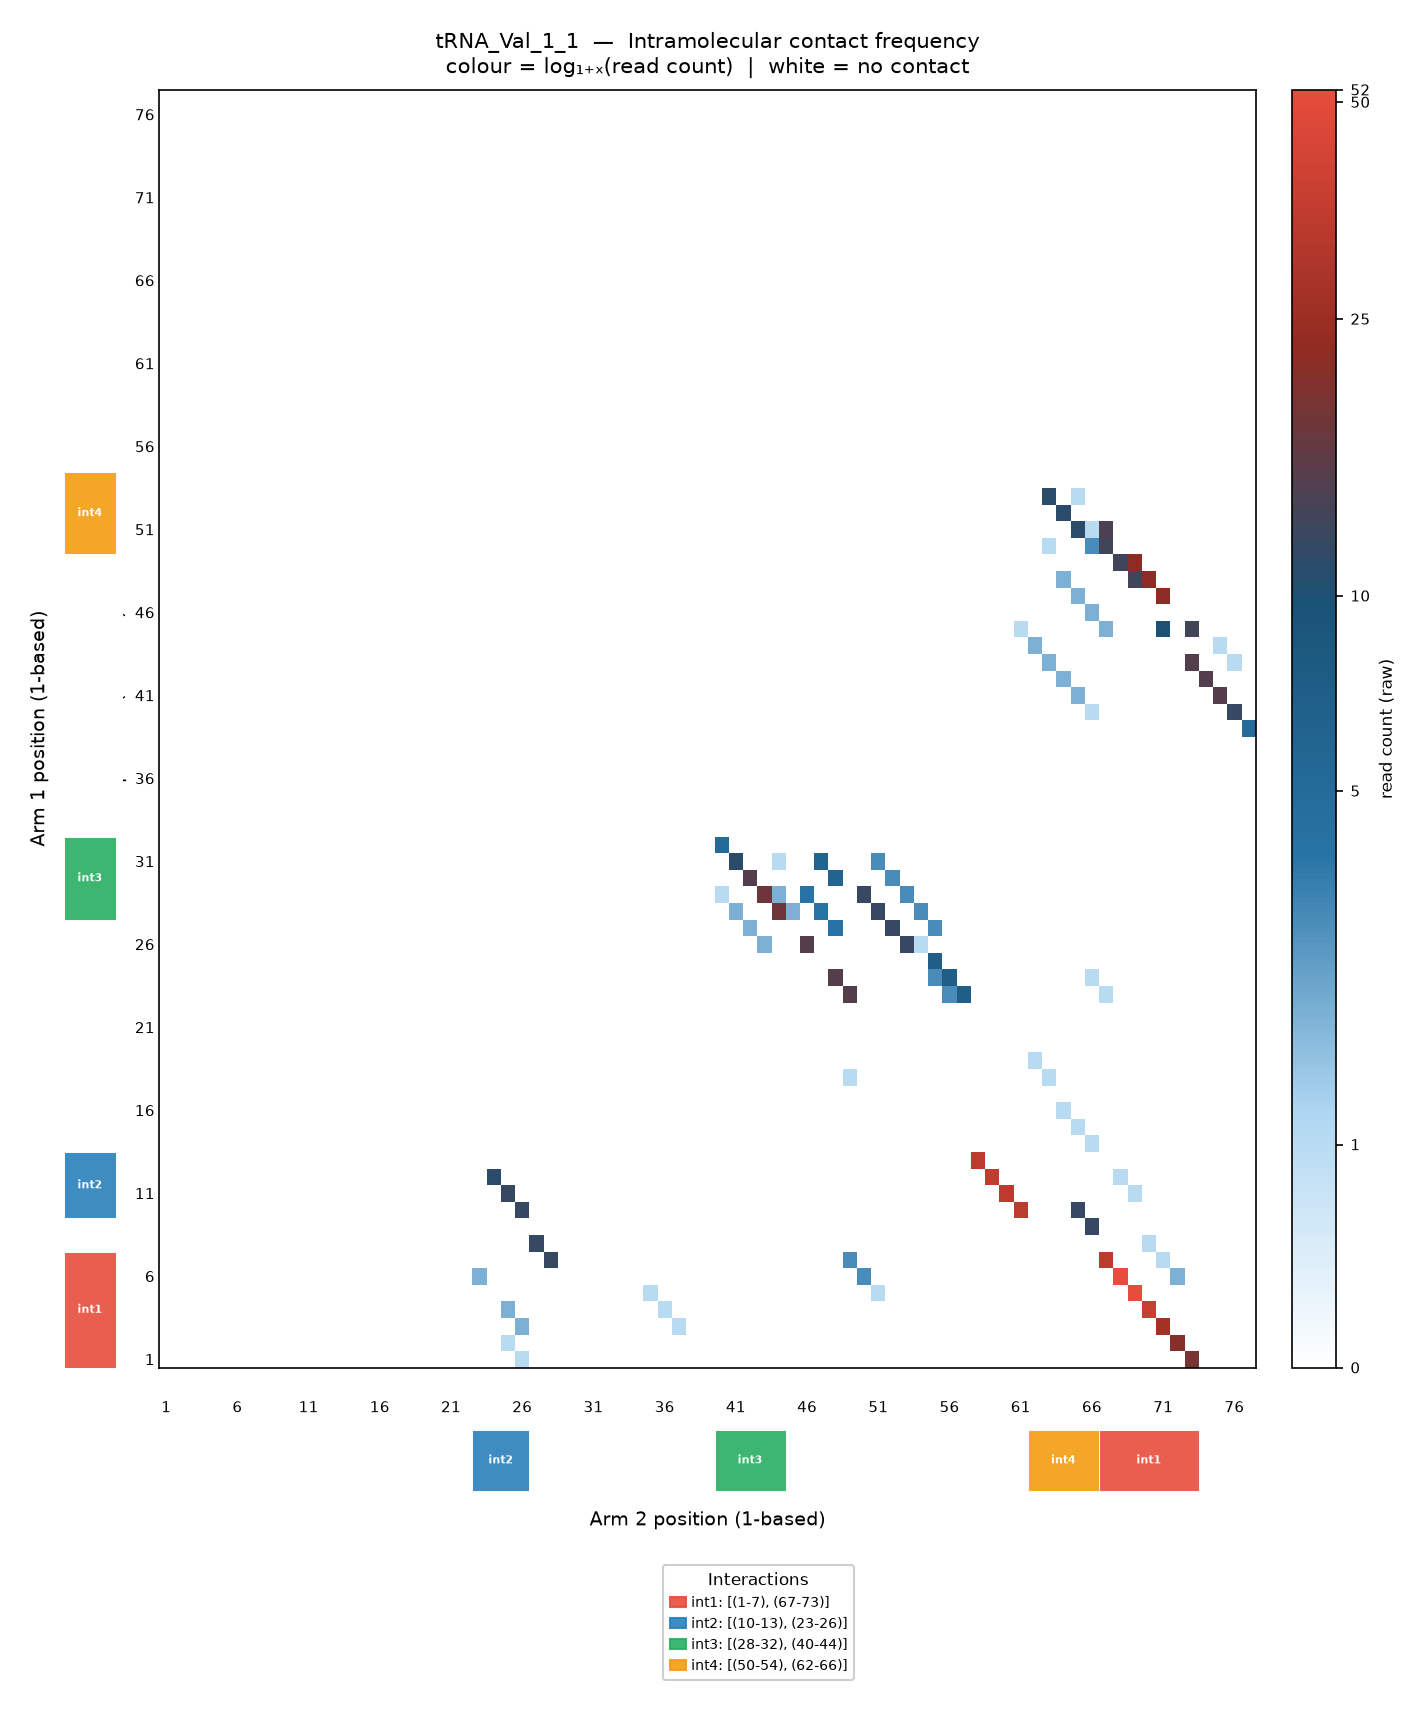 tRNA_Val_1_1 — Intramolecular contact frequency
colour = log₁₊ₓ(read count) | white = no contact
76
71
66
61
56
51
46
41
36
31
26
21
16
11
6
1
Arm 1 position (1-based)
int4
int3
int2
int1
1 6 11 16 21 26 31 36 41 46 51 56 61 66 71 76
int2 int3 int4 int1
Arm 2 position (1-based)
52
50
25
10
5
1
0
read count (raw)
Interactions
int1: [(1-7), (67-73)]
int2: [(10-13), (23-26)]
int3: [(28-32), (40-44)]
int4: [(50-54), (62-66)]